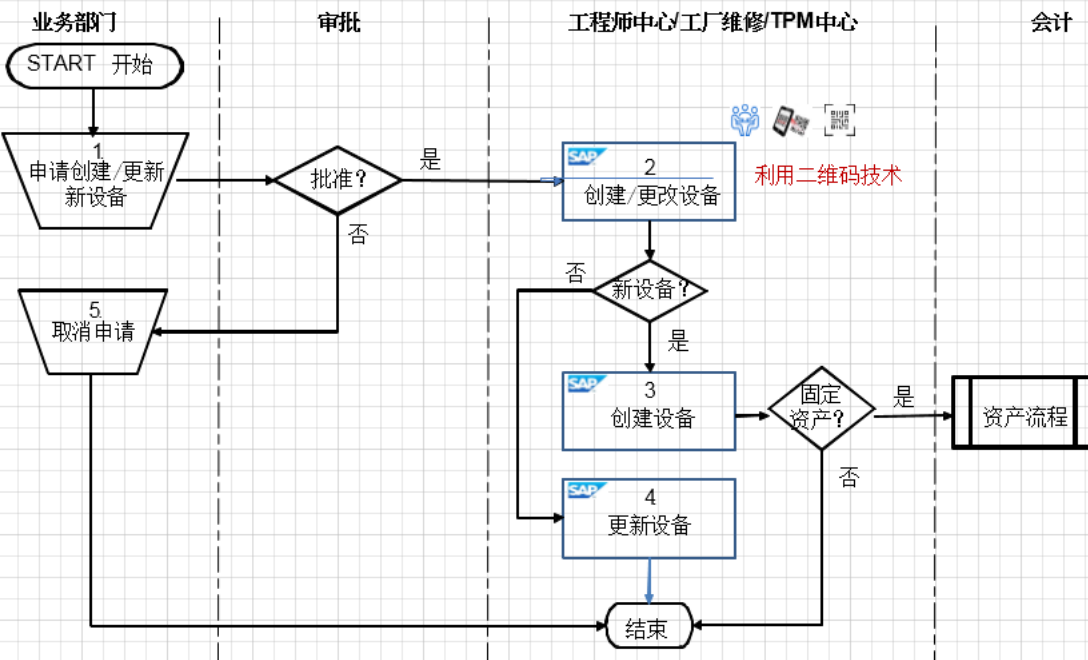 业务部门
审批
工程师中心/工厂维修/TPM中心
会计
START 开始
1.
申请创建/更新
新设备
批准?
是
否
SAP
2
创建/更改设备
利用二维码技术
新设备?
否
是
5.
取消申请
SAP
3
创建设备
固定
资产?
是
资产流程
否
SAP
4
更新设备
结束